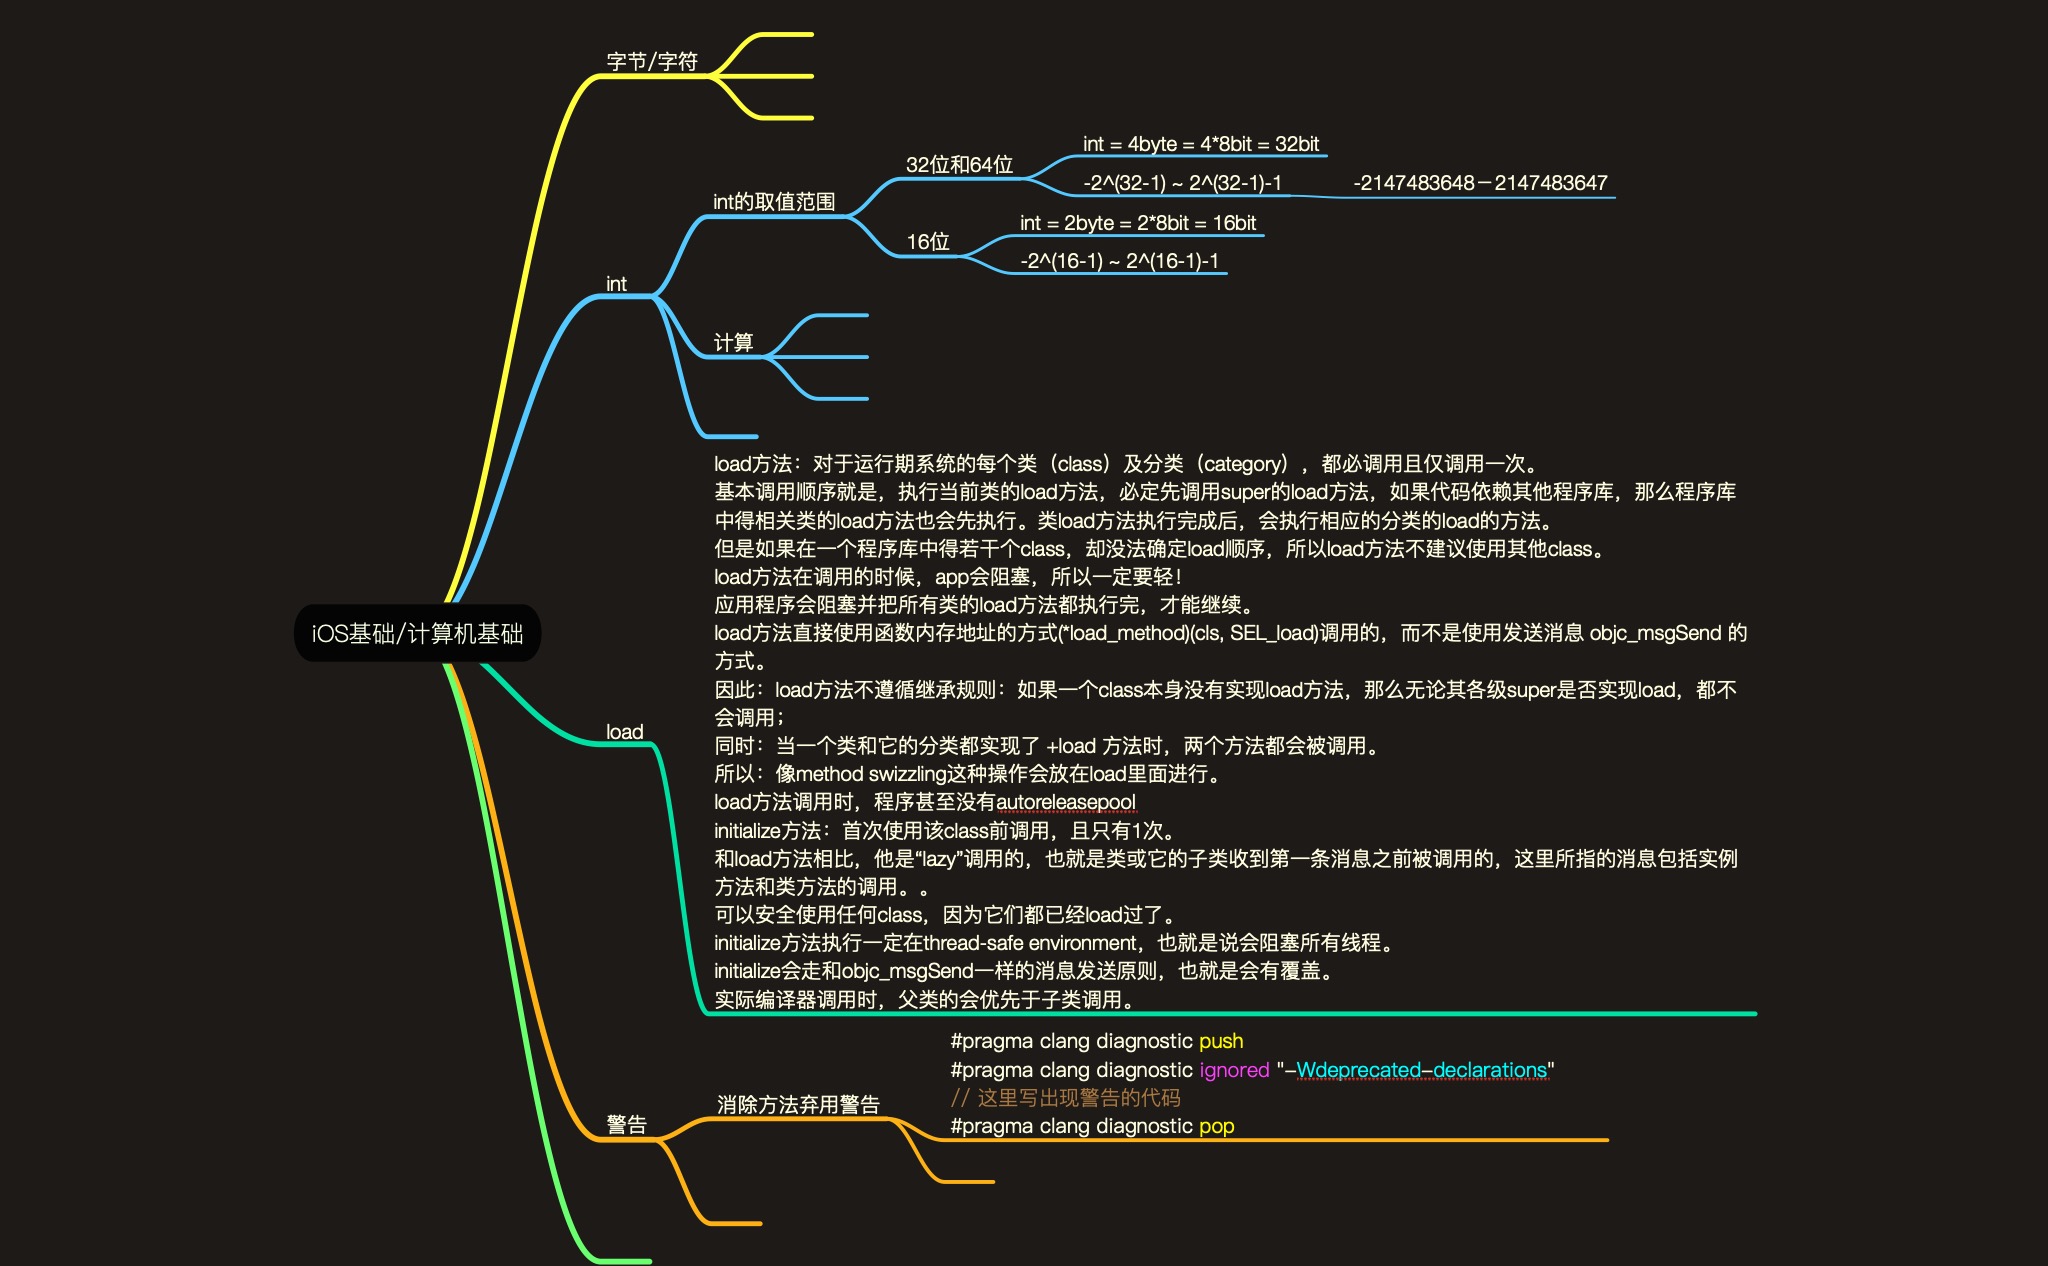 字节/字符
int = 4byte = 4*8bit = 32bit
32位和64位
-2^(32-1) ~ 2^(32-1)-1
-2147483648－2147483647
int的取值范围
int = 2byte = 2*8bit = 16bit
16位
-2^(16-1) ~ 2^(16-1)-1
int
计算
load方法：对于运行期系统的每个类（class）及分类（category），都必调用且仅调用一次。
基本调用顺序就是，执行当前类的load方法，必定先调用super的load方法，如果代码依赖其他程序库，那么程序库
中得相关类的load方法也会先执行。类load方法执行完成后，会执行相应的分类的load的方法。
但是如果在一个程序库中得若干个class，却没法确定load顺序，所以load方法不建议使用其他class。
load方法在调用的时候，app会阻塞，所以一定要轻！
应用程序会阻塞并把所有类的load方法都执行完，才能继续。
iOS基础/计算机基础
load方法直接使用函数内存地址的方式(*load_method)(cls, SEL_load)调用的，而不是使用发送消息 objc_msgSend 的
方式。
因此：load方法不遵循继承规则：如果一个class本身没有实现load方法，那么无论其各级super是否实现load，都不
会调用；
load
同时：当一个类和它的分类都实现了 +load 方法时，两个方法都会被调用。
所以：像method swizzling这种操作会放在load里面进行。
load方法调用时，程序甚至没有autoreleasepool
initialize方法：首次使用该class前调用，且只有1次。
和load方法相比，他是“lazy”调用的，也就是类或它的子类收到第一条消息之前被调用的，这里所指的消息包括实例
方法和类方法的调用。。
可以安全使用任何class，因为它们都已经load过了。
initialize方法执行一定在thread-safe environment，也就是说会阻塞所有线程。
initialize会走和objc_msgSend一样的消息发送原则，也就是会有覆盖。
实际编译器调用时，父类的会优先于子类调用。
#pragma clang diagnostic push
#pragma clang diagnostic ignored "-Wdeprecated-declarations"
// 这里写出现警告的代码
#pragma clang diagnostic pop
消除方法弃用警告
警告